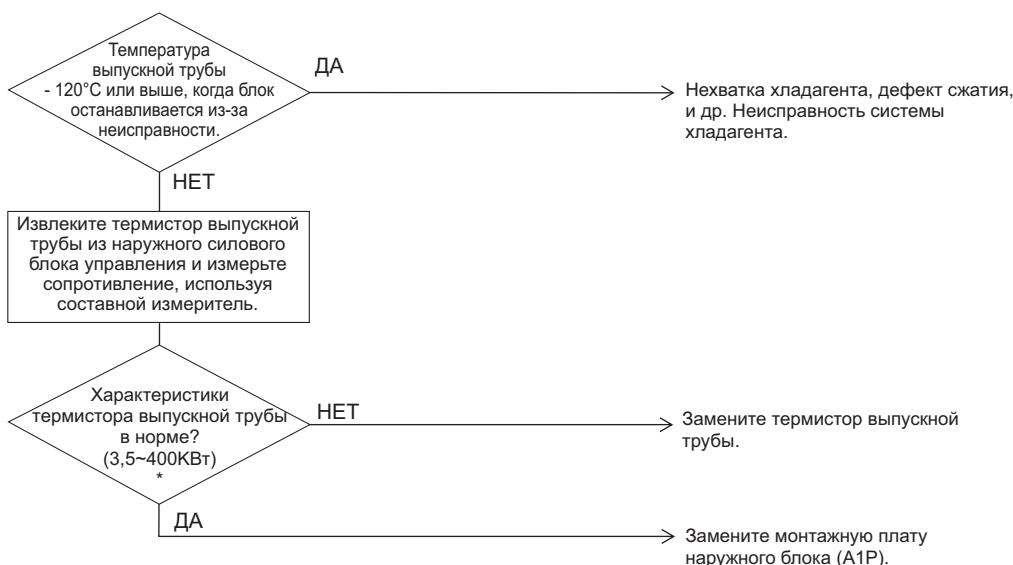 Температура
выпускной трубы
- 120°C или выше, когда блок
останавливается из-за
неисправности.
ДА
Нехватка хладагента, дефект сжатия,
и др. Неисправность системы
хладагента.
НЕТ
Извлеките термистор выпускной
трубы из наружного силового
блока управления и измерьте
сопротивление, используя
составной измеритель.
Характеристики
термистора выпускной трубы
в норме?
(3,5~400КВт)
*
НЕТ
Замените термистор выпускной
трубы.
ДА
Замените монтажную плату
наружного блока (A1P).